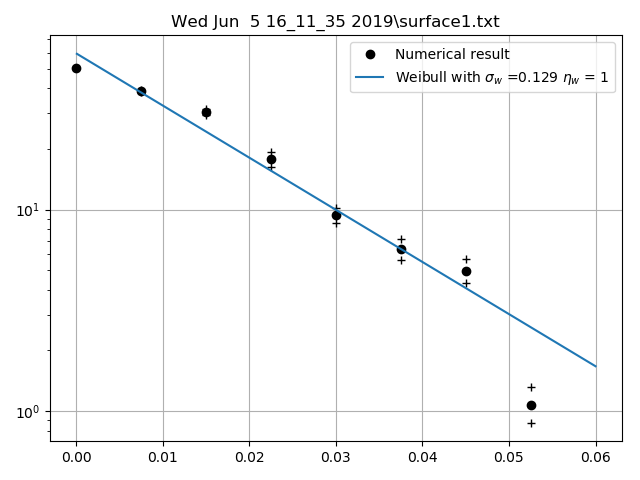 Wed Jun  5 16_11_35 2019\surface1.txt
Numerical result
Weibull with σw =0.129 ηw = 1
10¹
10⁰
0.00 0.01 0.02 0.03 0.04 0.05 0.06